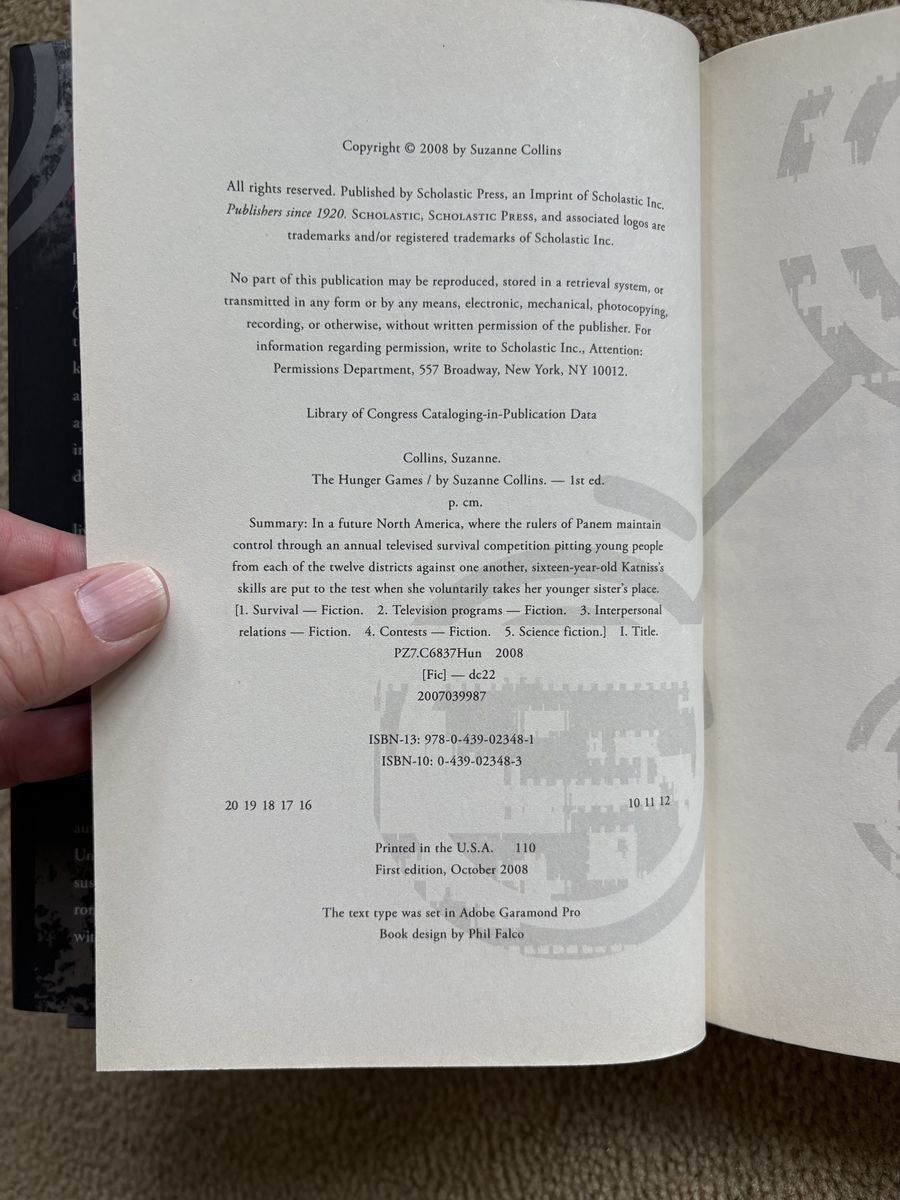 Copyright © 2008 by Suzanne Collins
All rights reserved. Published by Scholastic Press, an Imprint of Scholastic Inc.
Publishers since 1920. SCHOLASTIC, SCHOLASTIC PRESS, and associated logos are
trademarks and/or registered trademarks of Scholastic Inc.
No part of this publication may be reproduced, stored in a retrieval system, or
transmitted in any form or by any means, electronic, mechanical, photocopying,
recording, or otherwise, without written permission of the publisher. For
information regarding permission, write to Scholastic Inc., Attention:
Permissions Department, 557 Broadway, New York, NY 10012.
Library of Congress Cataloging-in-Publication Data
Collins, Suzanne.
The Hunger Games / by Suzanne Collins. — 1st ed.
p. cm.
Summary: In a future North America, where the rulers of Panem maintain
control through an annual televised survival competition pitting young people
from each of the twelve districts against one another, sixteen-year-old Katniss's
skills are put to the test when she voluntarily takes her younger sister's place.
[1. Survival — Fiction. 2. Television programs — Fiction. 3. Interpersonal
relations — Fiction. 4. Contests — Fiction. 5. Science fiction.] I. Title.
PZ7.C6837Hun 2008
[Fic] — dc22
2007039987
ISBN-13: 978-0-439-02348-1
ISBN-10: 0-439-02348-3
20 19 18 17 16 10 11 12
Printed in the U.S.A. 110
First edition, October 2008
The text type was set in Adobe Garamond Pro
Book design by Phil Falco